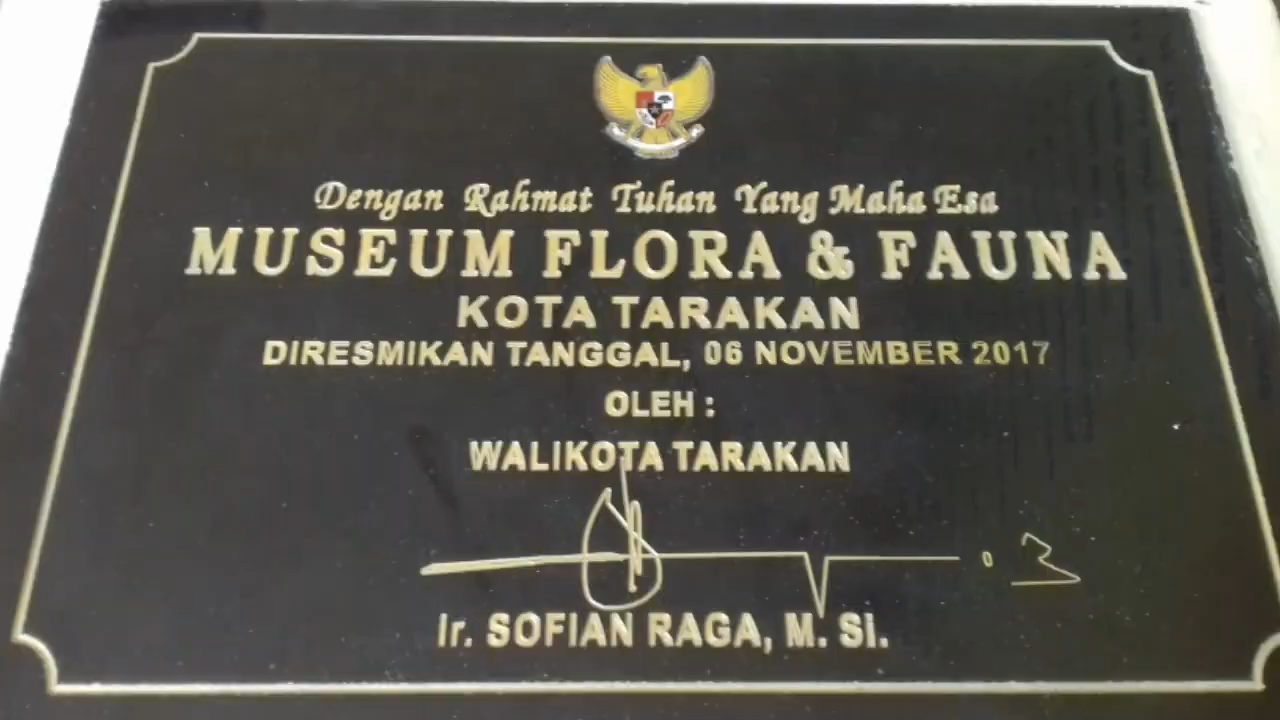 Dengan Rahmat Tuhan Yang Maha Esa
MUSEUM FLORA & FAUNA
KOTA TARAKAN
DIRESMIKAN TANGGAL, 06 NOVEMBER 2017
OLEH :
WALIKOTA TARAKAN
Ir. SOFIAN RAGA, M. Si.